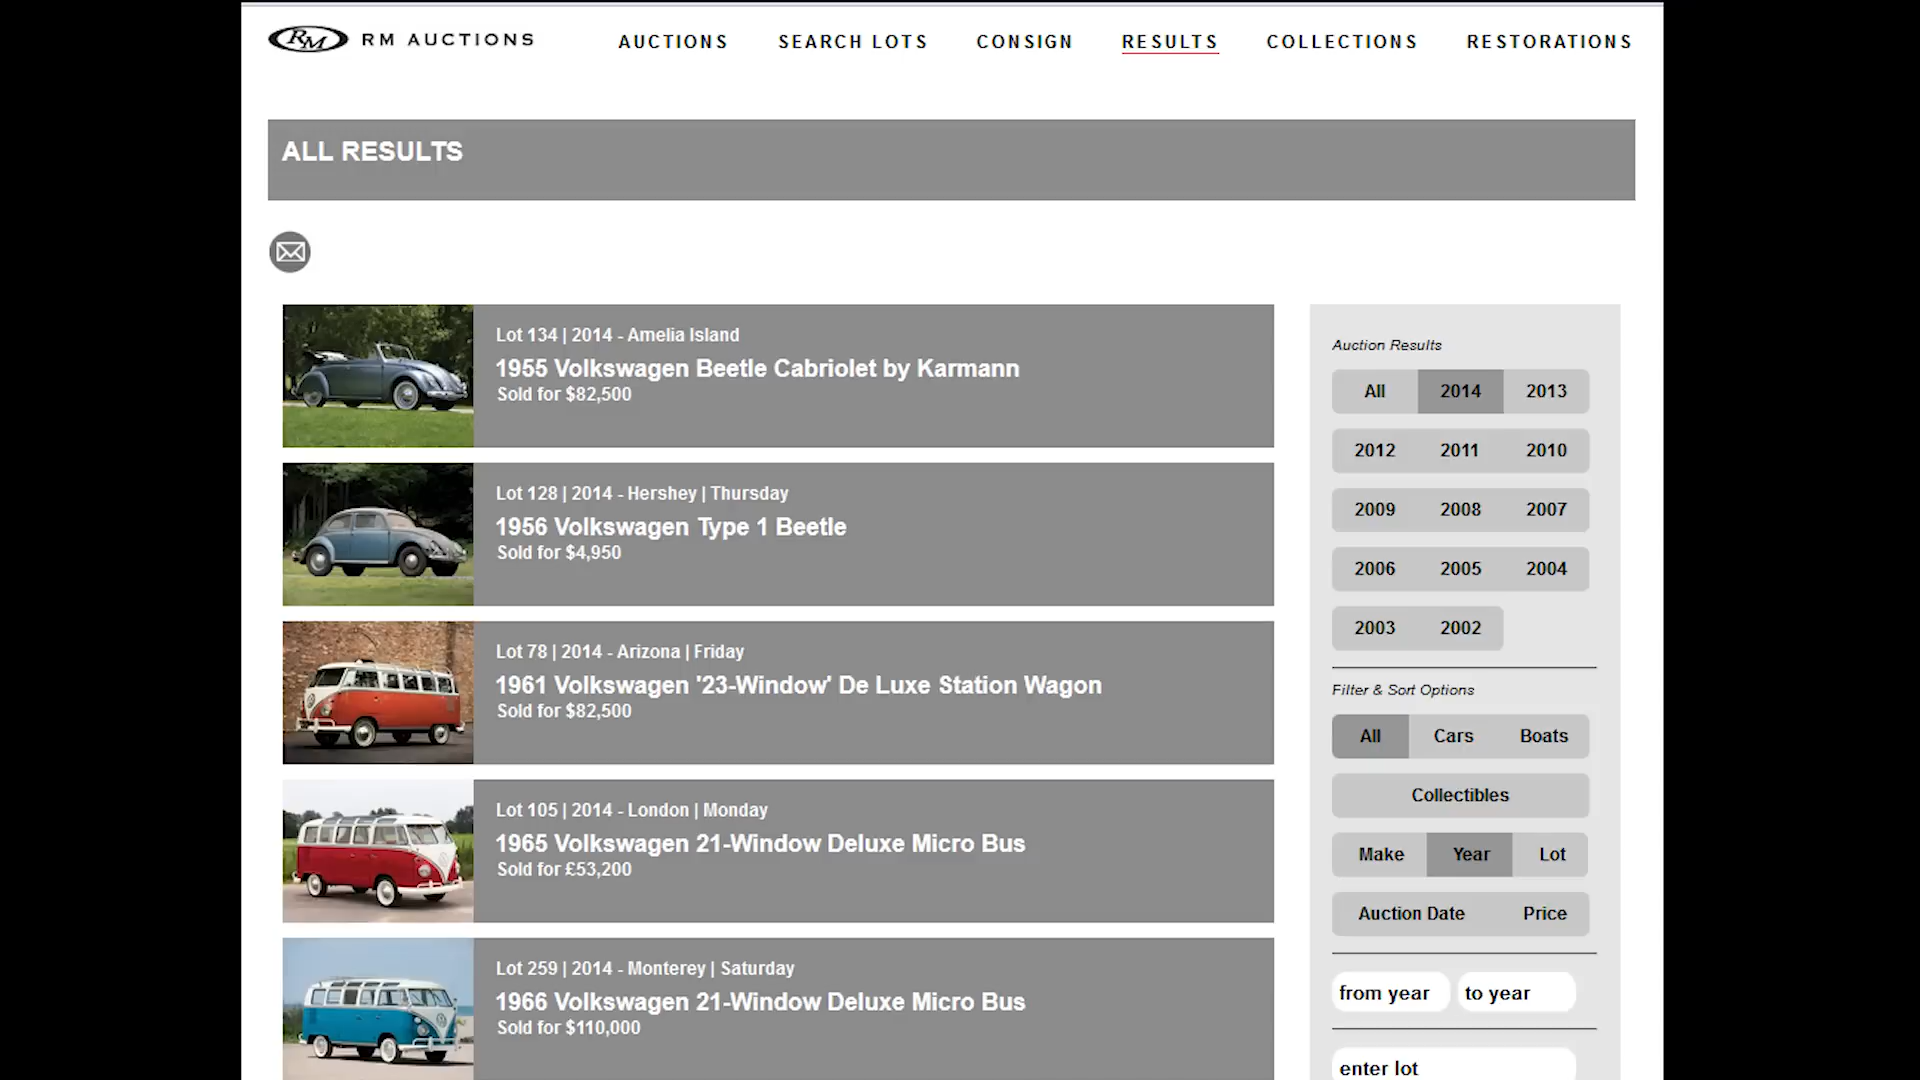 RM AUCTIONS
AUCTIONS
SEARCH LOTS
CONSIGN
RESULTS
COLLECTIONS
RESTORATIONS
ALL RESULTS
Lot 134 | 2014 - Amelia Island
1955 Volkswagen Beetle Cabriolet by Karmann
Sold for $82,500
Lot 128 | 2014 - Hershey | Thursday
1956 Volkswagen Type 1 Beetle
Sold for $4,950
Lot 78 | 2014 - Arizona | Friday
1961 Volkswagen '23-Window' De Luxe Station Wagon
Sold for $82,500
Lot 105 | 2014 - London | Monday
1965 Volkswagen 21-Window Deluxe Micro Bus
Sold for £53,200
Lot 259 | 2014 - Monterey | Saturday
1966 Volkswagen 21-Window Deluxe Micro Bus
Sold for $110,000
Auction Results
All 2014 2013
2012 2011 2010
2009 2008 2007
2006 2005 2004
2003 2002
Filter & Sort Options
All Cars Boats
Collectibles
Make Year Lot
Auction Date Price
from year to year
enter lot